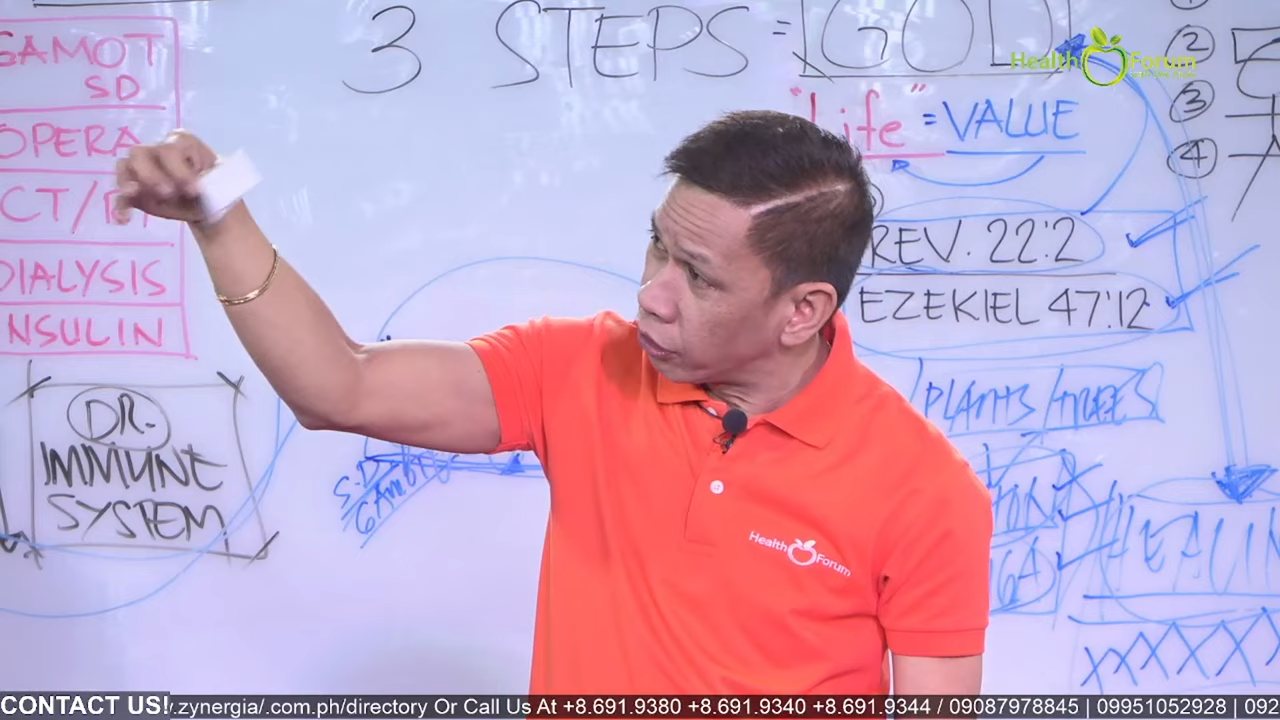 3 STEPS = GOD
GAMOT
SD
OPERA
DIALYSIS
INSULIN
DR.
IMMUNE
SYSTEM
"Life" = VALUE
REV. 22:2
EZEKIEL 47:12
PLANTS/TREES
S.D
GAMOT
2
3
4
Health Forum
Health Forum
CONTACT US! .zynergia/.com.ph/directory Or Call Us At +8.691.9380 +8.691.9340 +8.691.9344 / 09087978845 | 09951052928 | 092